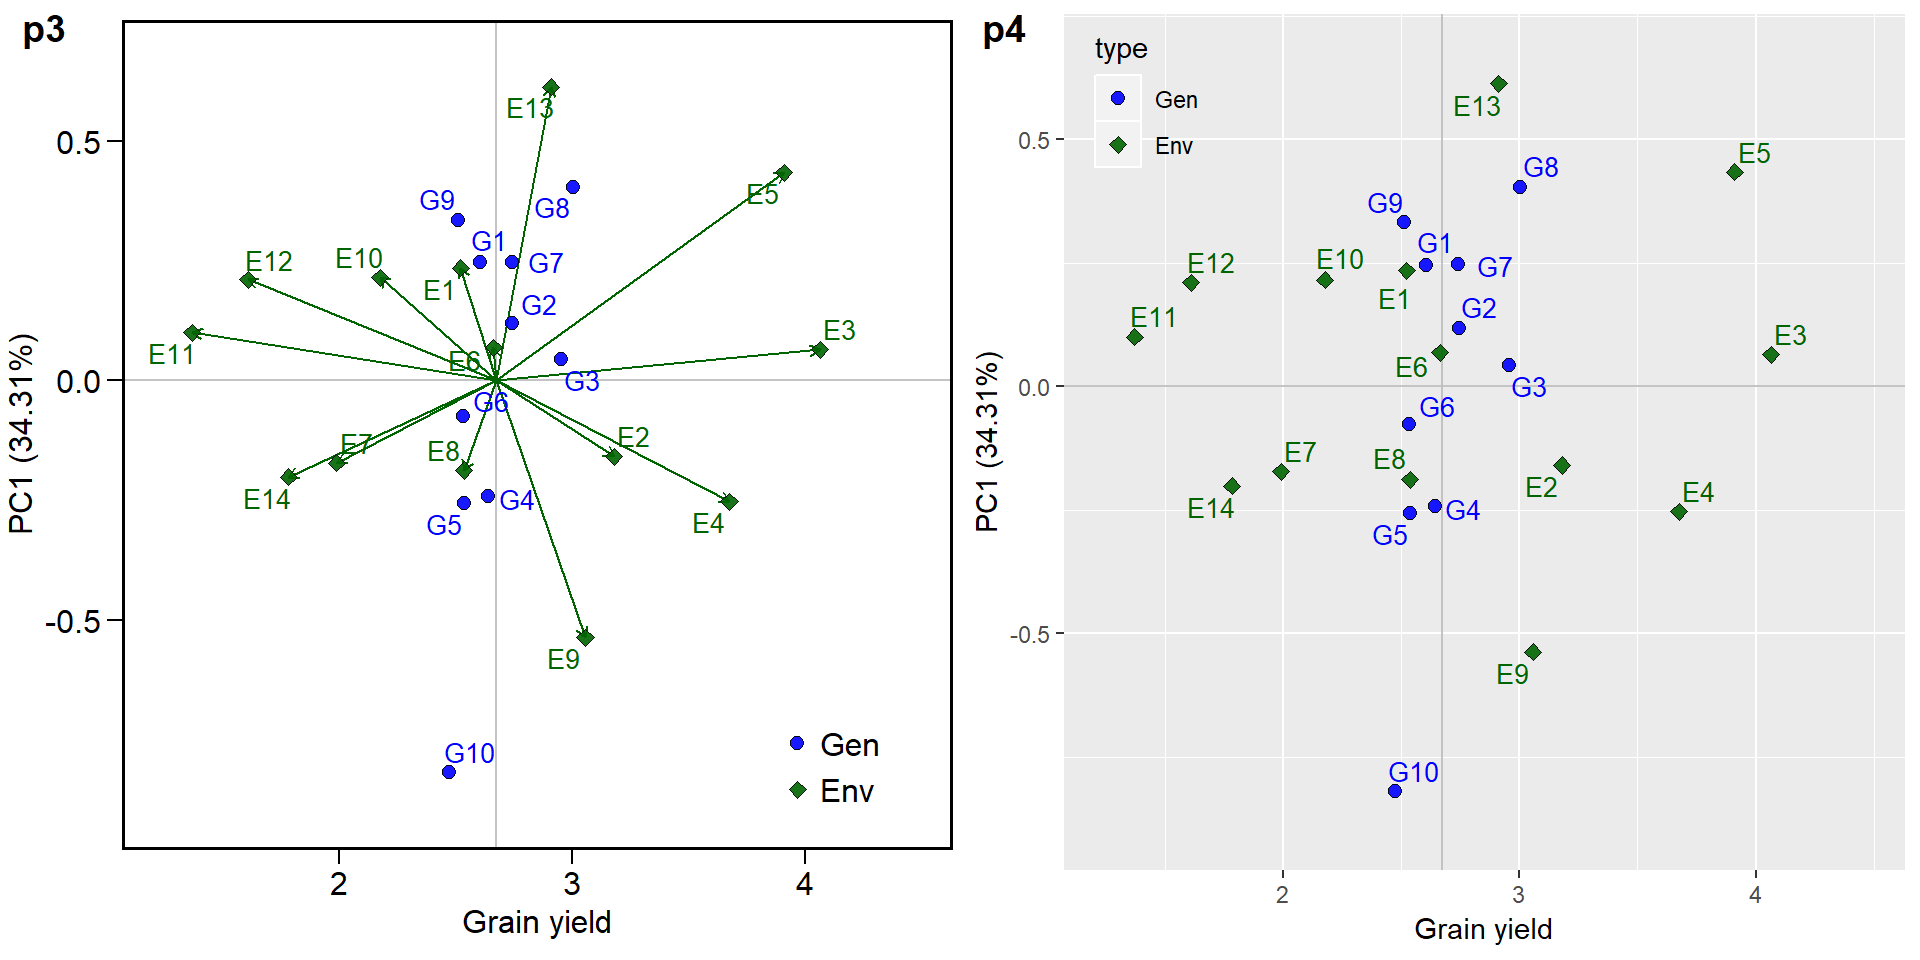 p3
E13
0.5
E5
G9
G8
G1
G7
E12
E10
E1
G2
E3
E11
E6
0.0
G3
G6
E7
E8
E2
E14
G4
G5
E4
-0.5
E9
G10
Gen
Env
2 3 4
Grain yield
PC1 (34.31%)
p4
type
Gen
Env
E13
0.5
E5
G8
G9
G1
E12
E10
G7
E1
G2
E11
E3
E6
0.0
G3
G6
E7
E8
E2
E4
E14
G4
G5
-0.5
E9
G10
2 3 4
Grain yield
PC1 (34.31%)